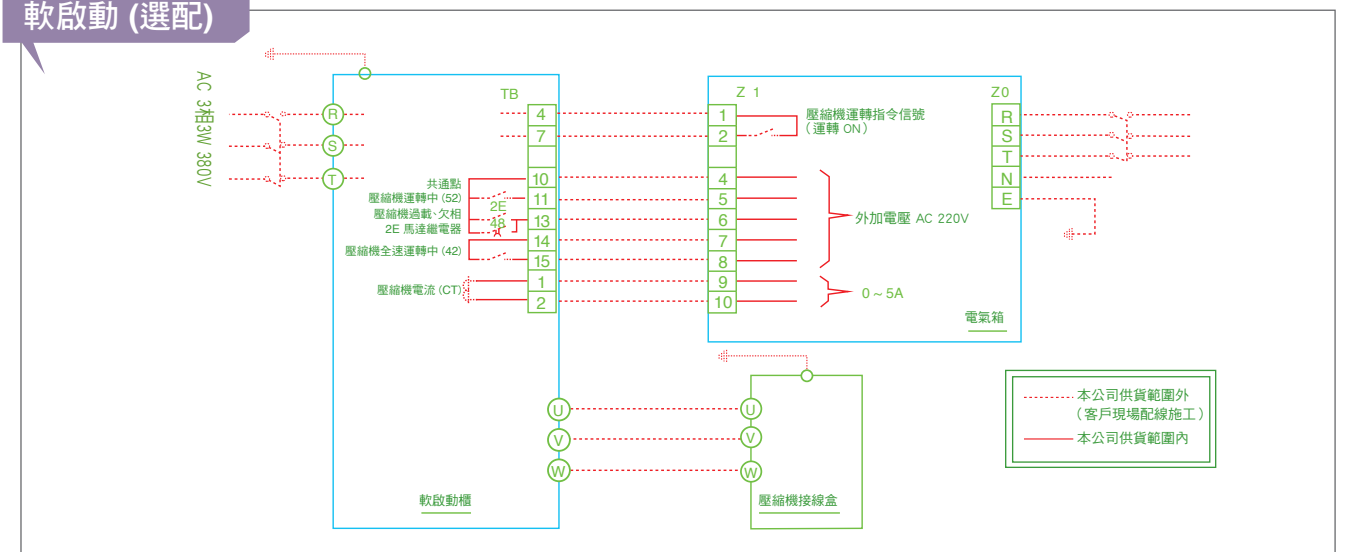 軟啟動 (選配)
AC 3相3W 380V
R
S
T
TB
4
7
10
11
13
14
15
1
2
共通點
壓縮機運轉中 (52)
壓縮機過載、欠相
2E 馬達繼電器
2E
48
壓縮機全速運轉中 (42)
壓縮機電流 (CT)
U
V
W
軟啟動櫃
Z 1
1
2
4
5
6
7
8
9
10
壓縮機運轉指令信號
(運轉 ON)
外加電壓 AC 220V
0～5A
Z0
R
S
T
N
E
電氣箱
U
V
W
壓縮機接線盒
本公司供貨範圍外
(客戶現場配線施工)
本公司供貨範圍內